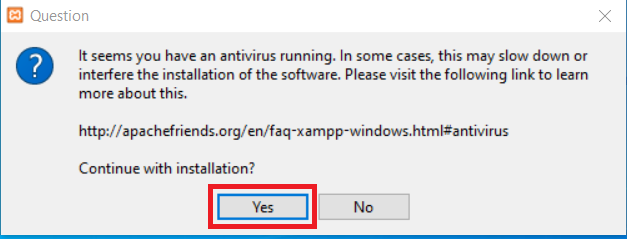 Question
It seems you have an antivirus running. In some cases, this may slow down or
interfere the installation of the software. Please visit the following link to learn
more about this.
http://apachefriends.org/en/faq-xampp-windows.html#antivirus
Continue with installation?
Yes
No